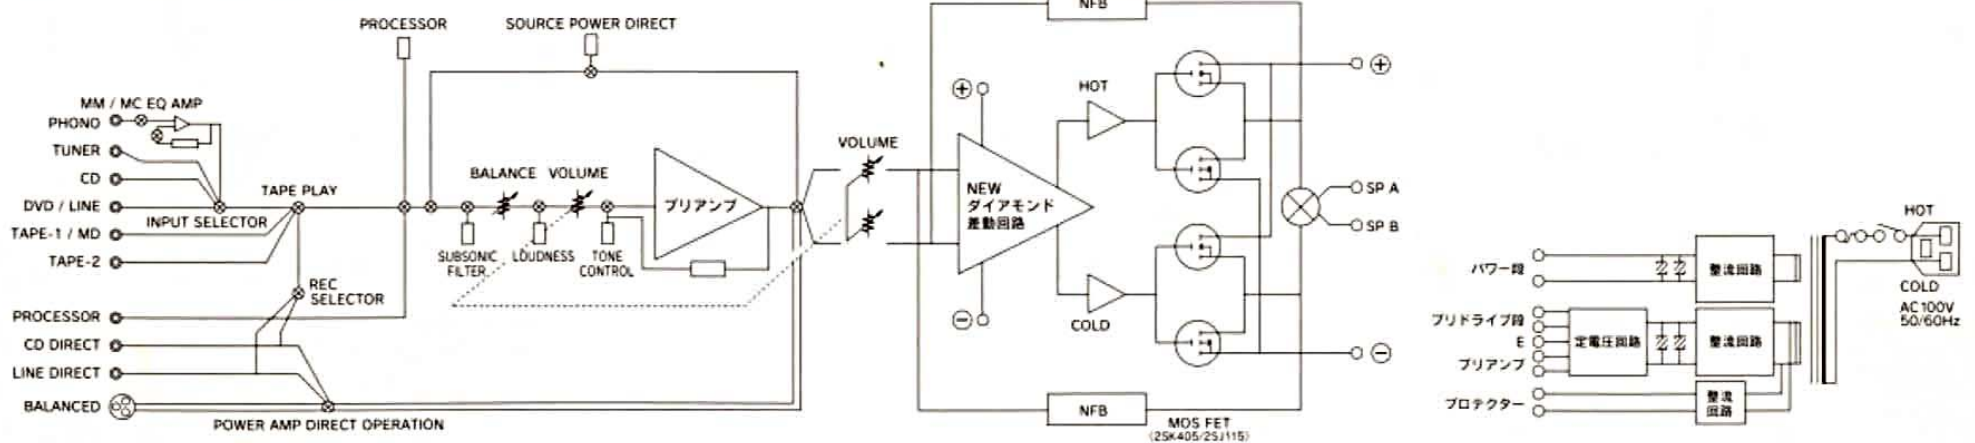 PROCESSOR
SOURCE POWER DIRECT
MM / MC EQ AMP
PHONO
TUNER
CD
DVD / LINE
TAPE-1 / MD
TAPE-2
INPUT SELECTOR
TAPE PLAY
REC
SELECTOR
PROCESSOR
CD DIRECT
LINE DIRECT
BALANCED
POWER AMP DIRECT OPERATION
BALANCE
VOLUME
SUBSONIC
FILTER
LOUDNESS
TONE
CONTROL
プリアンプ
VOLUME
NFB
NEW
ダイアモンド
差動回路
HOT
COLD
NFB
MOS FET
(2SK405/2SJ115)
SP A
SP B
パワー段
プリドライブ段
E
プリアンプ
プロテクター
定電圧回路
整流回路
整流回路
整流
回路
HOT
COLD
AC100V
50/60Hz